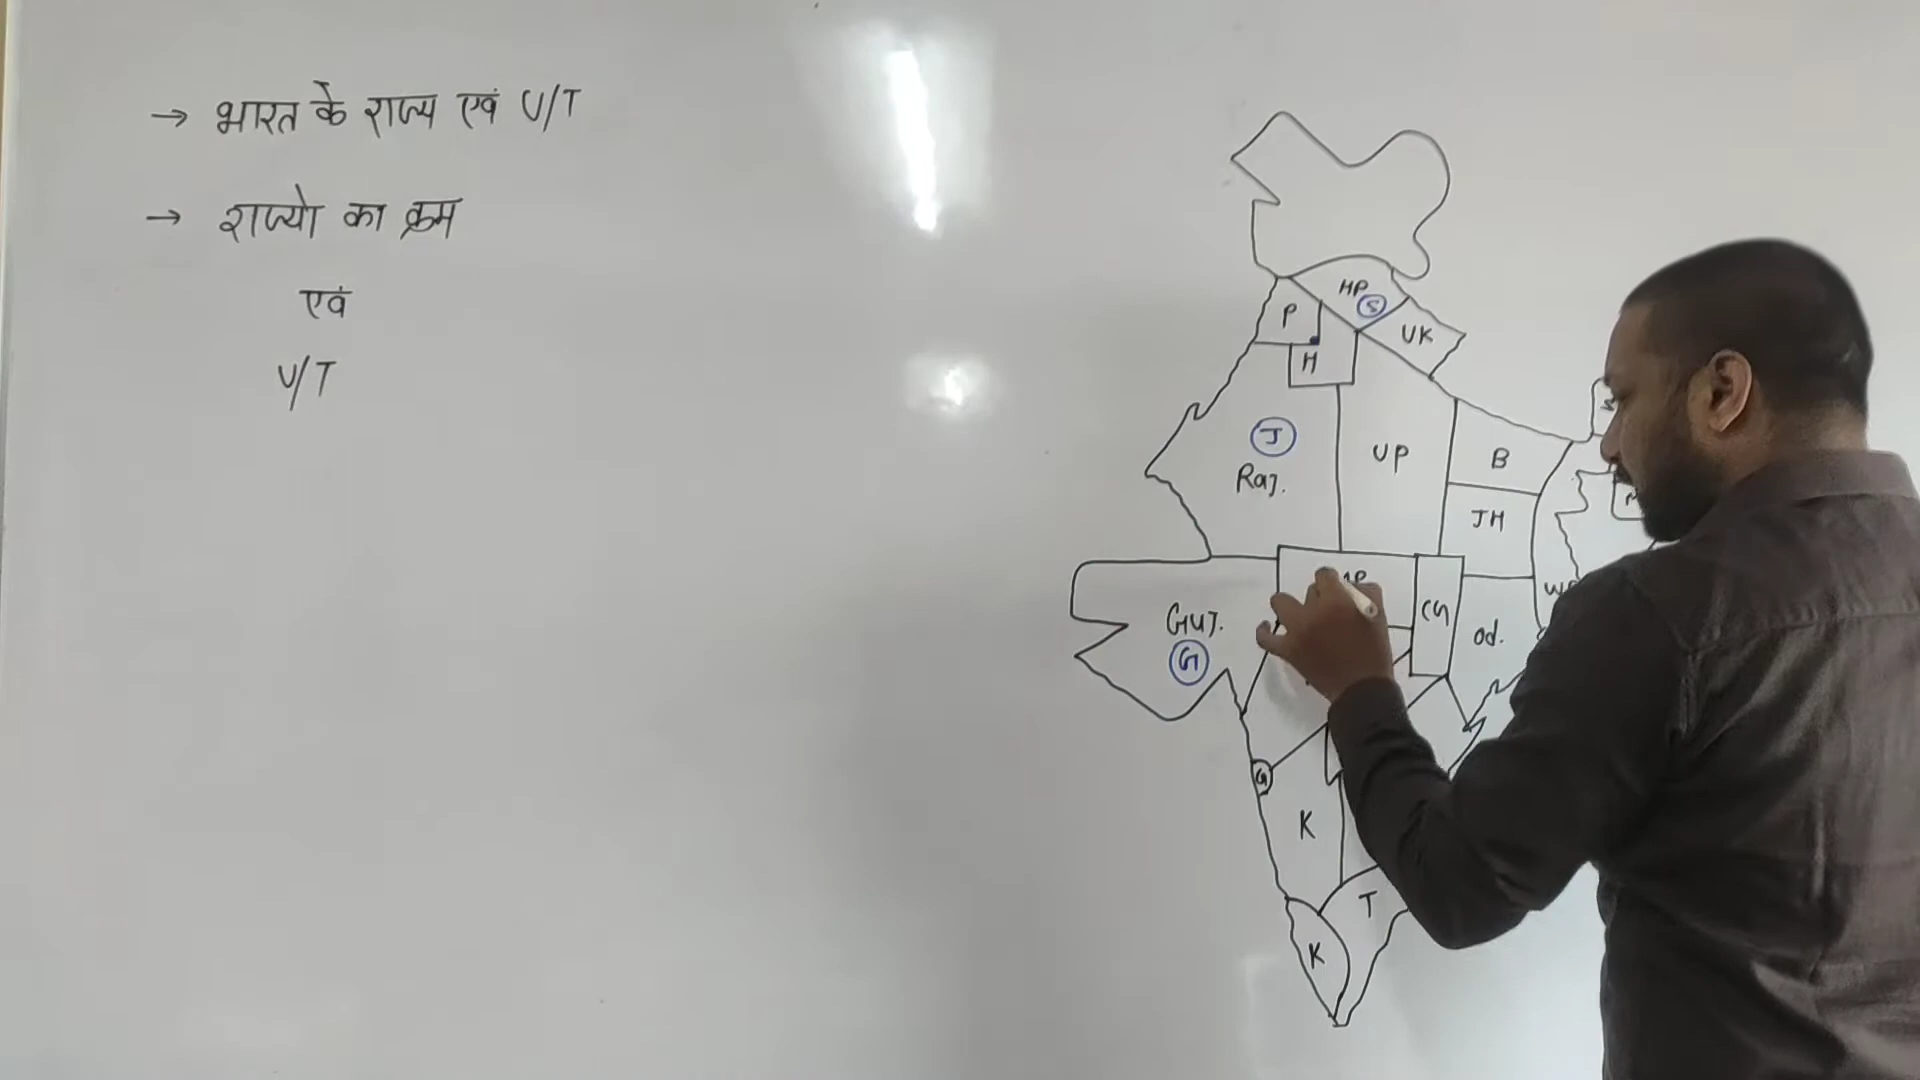 → भारत के राज्य एवं U/T
→ राज्यो का क्रम
एवं
U/T
HP
S
P
UK
H
J
Raj.
UP
B
JH
CG
Guj.
G
Od.
G
K
T
K